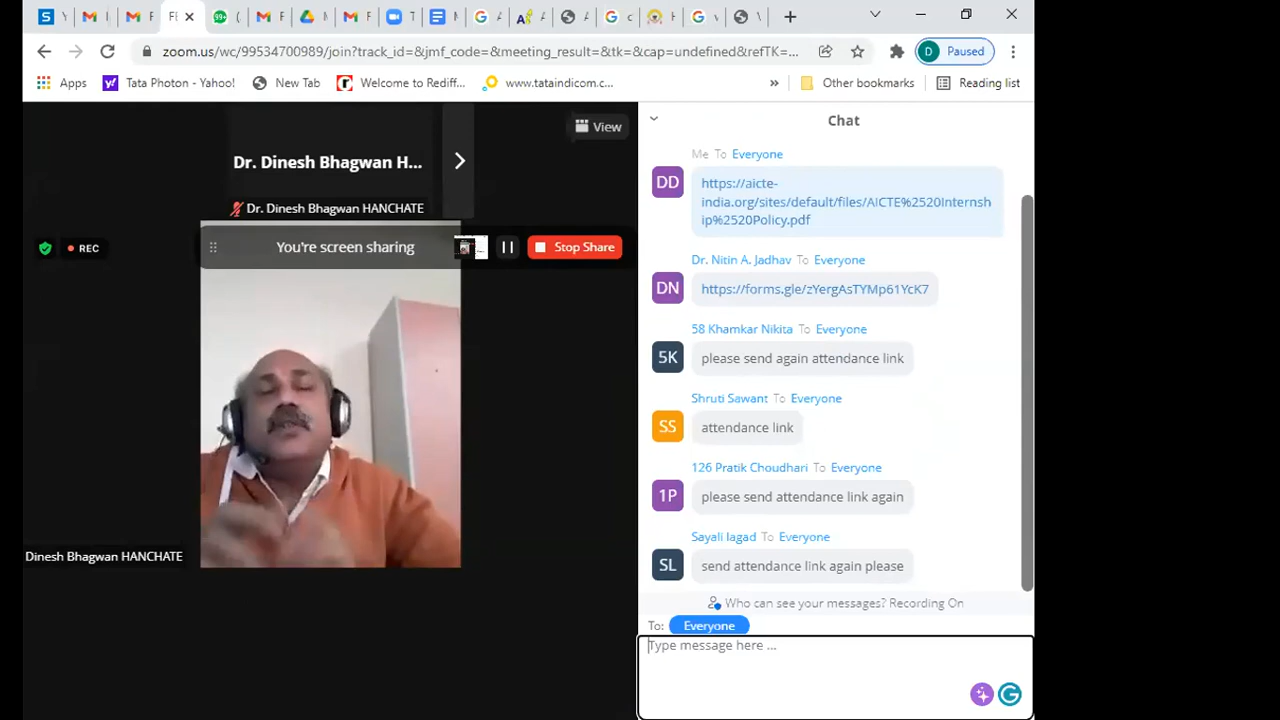 S
99+
zoom.us/wc/99534700989/join?track_id=&jmf_code=&meeting_result=&tk=&cap=undefined&refTK=...
D Paused
Apps
Tata Photon - Yahoo!
New Tab
Welcome to Rediff...
www.tataindicom.c...
»
Other bookmarks
Reading list
View
Dr. Dinesh Bhagwan H...
Dr. Dinesh Bhagwan HANCHATE
REC
You're screen sharing
Stop Share
Dinesh Bhagwan HANCHATE
Chat
Me To Everyone
DD
https://aicte-
india.org/sites/default/files/AICTE%2520Internsh
ip%2520Policy.pdf
Dr. Nitin A. Jadhav To Everyone
DN
https://forms.gle/zYergAsTYMp61YcK7
58 Khamkar Nikita To Everyone
5K
please send again attendance link
Shruti Sawant To Everyone
SS
attendance link
126 Pratik Choudhari To Everyone
1P
please send attendance link again
Sayali lagad To Everyone
SL
send attendance link again please
Who can see your messages? Recording On
To: Everyone
Type message here ...